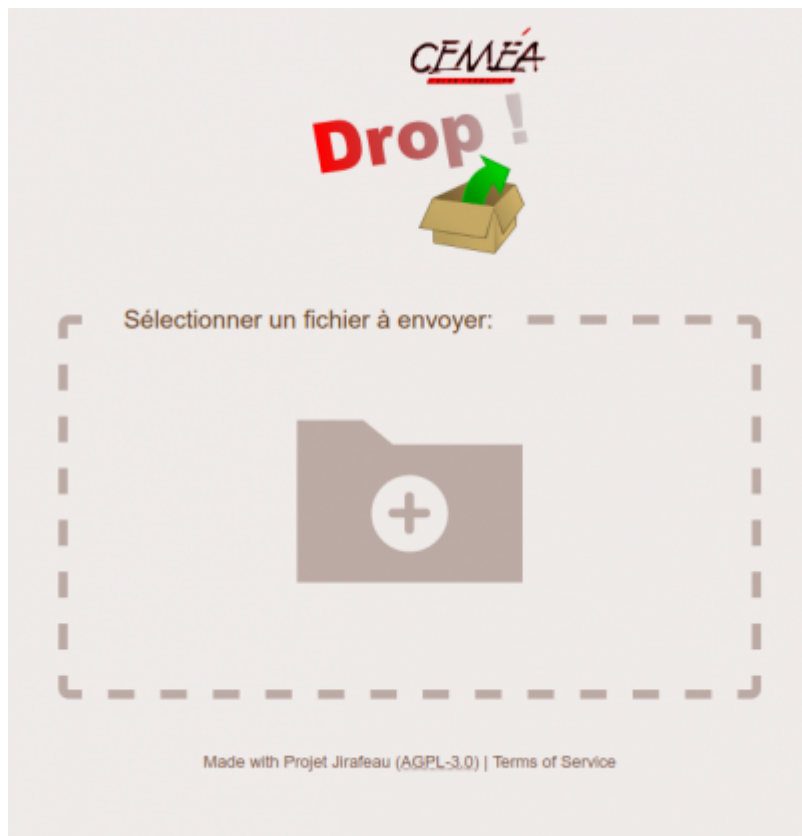 CEMÉA
Drop !
Sélectionner un fichier à envoyer:
Made with Projet Jirafeau (AGPL-3.0) | Terms of Service